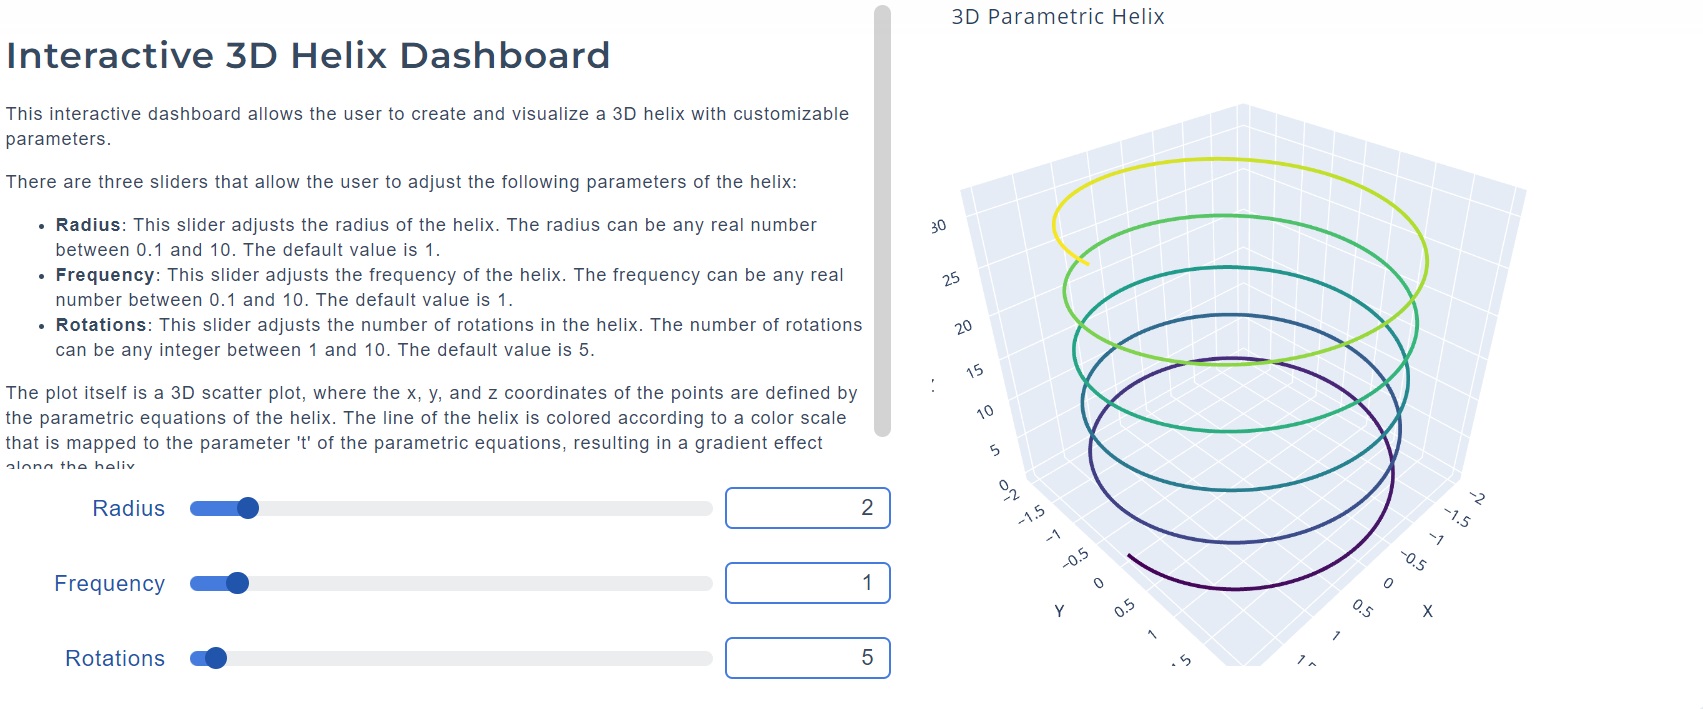 Interactive 3D Helix Dashboard
This interactive dashboard allows the user to create and visualize a 3D helix with customizable
parameters.
There are three sliders that allow the user to adjust the following parameters of the helix:
• Radius: This slider adjusts the radius of the helix. The radius can be any real number
between 0.1 and 10. The default value is 1.
• Frequency: This slider adjusts the frequency of the helix. The frequency can be any real
number between 0.1 and 10. The default value is 1.
• Rotations: This slider adjusts the number of rotations in the helix. The number of rotations
can be any integer between 1 and 10. The default value is 5.
The plot itself is a 3D scatter plot, where the x, y, and z coordinates of the points are defined by
the parametric equations of the helix. The line of the helix is colored according to a color scale
that is mapped to the parameter 't' of the parametric equations, resulting in a gradient effect
along the helix
Radius 2
Frequency 1
Rotations 5
3D Parametric Helix
30
25
20
15
10
5
0
−2
−1.5
−1
−0.5
0
0.5
1
Y
−2
−1.5
−1
−0.5
0
0.5
1
X